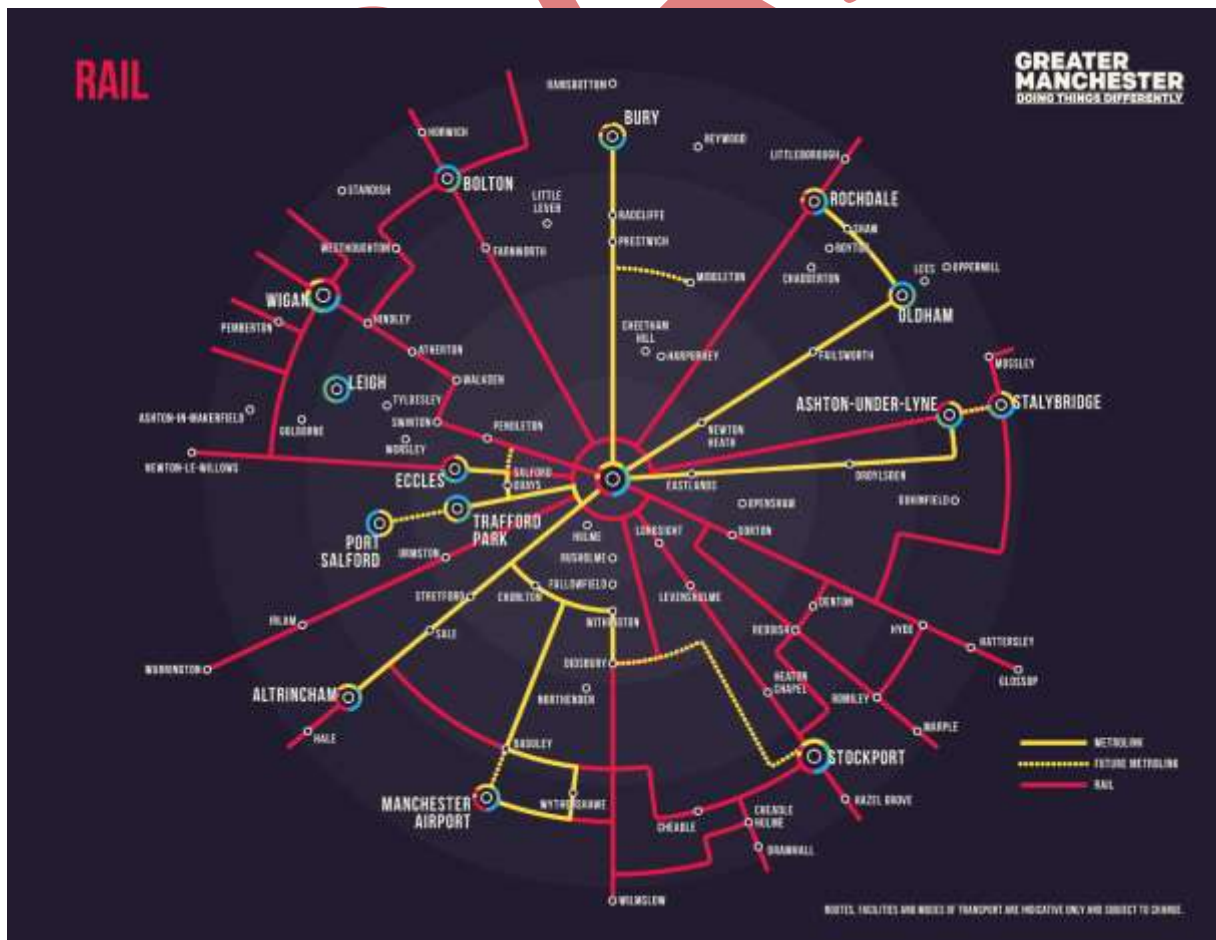 RAIL
GREATER
MANCHESTER
DOING THINGS DIFFERENTLY
RAMSBOTTOM
BURY
HEYWOOD
HORWICH
LITTLEBOROUGH
STANDISH
BOLTON
LITTLE
LEVER
ROCHDALE
RADCLIFFE
SHAW
PRESTWICH
ROYTON
WESTHOUGHTON
FARNWORTH
CHADDERTON
LEES
UPPERMILL
MIDDLETON
WIGAN
OLDHAM
PEMBERTON
HINDLEY
CHEETHAM
HILL
HARPURHEY
ATHERTON
FAILSWORTH
MOSSLEY
LEIGH
WALKDEN
TYLDESLEY
ASHTON-UNDER-LYNE
STALYBRIDGE
ASHTON-IN-MAKERFIELD
GOLBORNE
SWINTON
PENDLETON
NEWTON
HEATH
WORSLEY
NEWTON-LE-WILLOWS
ECCLES
SALFORD
QUAYS
EASTLANDS
DROYLSDEN
DUKINFIELD
OPENSHAW
TRAFFORD
PARK
PORT
SALFORD
HULME
LONGSIGHT
GORTON
URMSTON
RUSHOLME
FALLOWFIELD
STRETFORD
CHORLTON
LEVENSHULME
DENTON
WITHINGTON
IRLAM
SALE
REDDISH
HYDE
HATTERSLEY
WARRINGTON
DIDSBURY
GLOSSOP
ALTRINCHAM
NORTHENDEN
HEATON
CHAPEL
ROMILEY
HALE
MARPLE
BAGULEY
STOCKPORT
METROLINK
FUTURE METROLINK
RAIL
MANCHESTER
AIRPORT
WYTHENSHAWE
HAZEL GROVE
CHEADLE
CHEADLE
HULME
BRAMHALL
WILMSLOW
ROUTES, FACILITIES AND MODES OF TRANSPORT ARE INDICATIVE ONLY AND SUBJECT TO CHANGE.